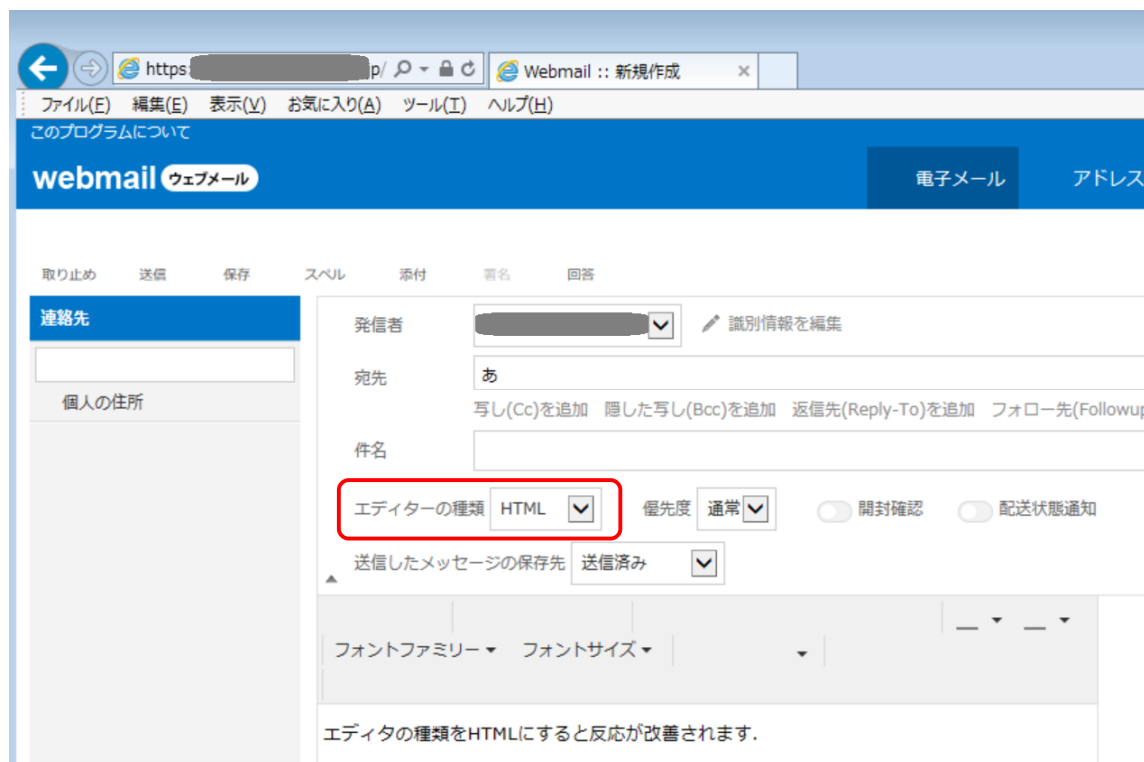 https: p/ Webmail :: 新規作成
ファイル(F) 編集(E) 表示(V) お気に入り(A) ツール(T) ヘルプ(H)
このプログラムについて
webmail ウェブメール 電子メール アドレス
取り止め 送信 保存 スペル 添付 署名 回答
連絡先
個人の住所
発信者 識別情報を編集
宛先 あ
写し(Cc)を追加 隠した写し(Bcc)を追加 返信先(Reply-To)を追加 フォロー先(Followup
件名
エディターの種類 HTML 優先度 通常 開封確認 配送状態通知
送信したメッセージの保存先 送信済み
フォントファミリー フォントサイズ
エディタの種類をHTMLにすると反応が改善されます.